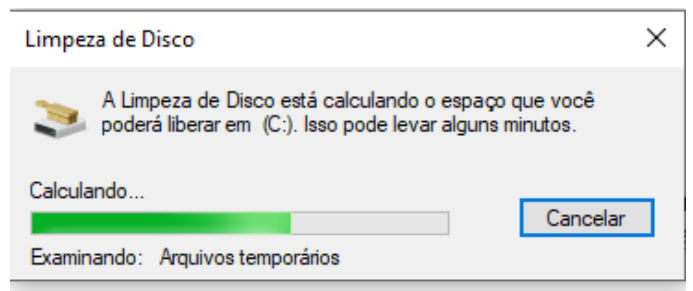 Limpeza de Disco
A Limpeza de Disco está calculando o espaço que você
poderá liberar em  (C:). Isso pode levar alguns minutos.
Calculando...
Cancelar
Examinando:   Arquivos temporários